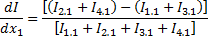 dI/dx₁ = [(I₂.₁ + I₄.₁) − (I₁.₁ + I₃.₁)] / [I₁.₁ + I₂.₁ + I₃.₁ + I₄.₁]